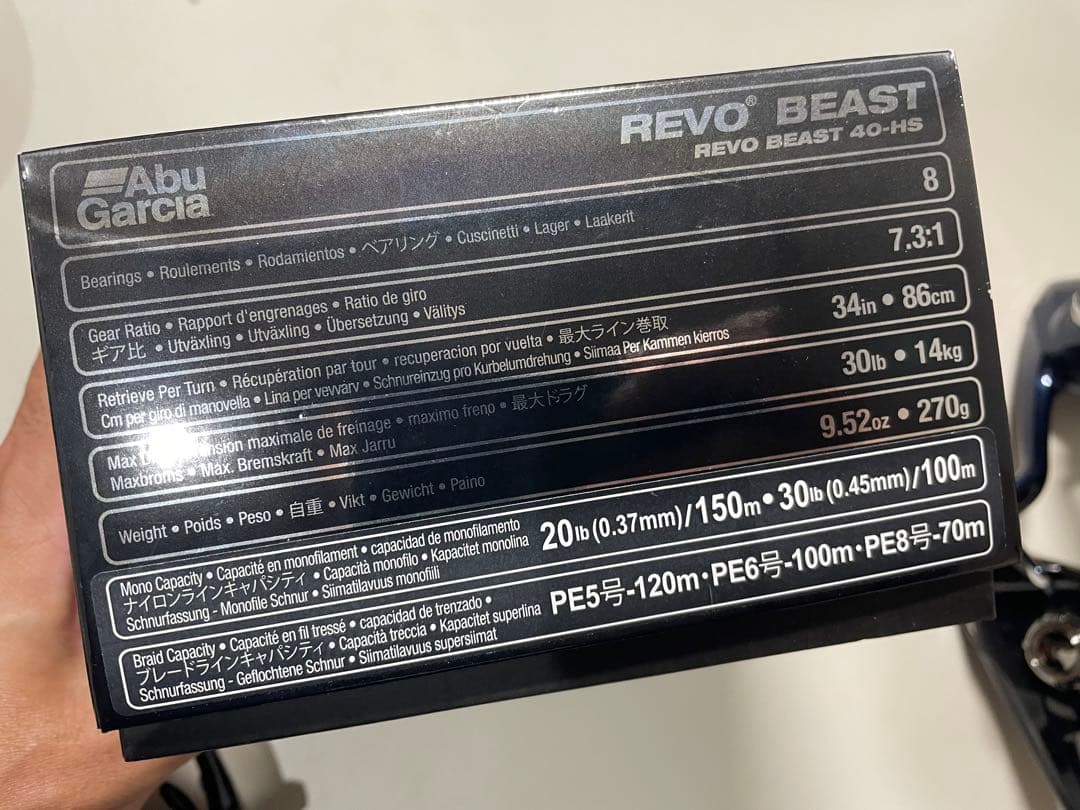 Abu
Garcia
REVO® BEAST
REVO BEAST 40-HS
Bearings • Roulements • Rodamientos • ベアリング • Cuscinetti • Lager • Laakerit
8
Gear Ratio • Rapport d'engrenages • Ratio de giro
ギア比 • Utväxling • Utväxling • Übersetzung • Välitys
7.3:1
Retrieve Per Turn • Récupération par tour • recuperacion por vuelta • 最大ライン巻取
Cm per giro di manovella • Lina per vevvarv • Schnureinzug pro Kurbelumdrehung • Siimaa Per Kammen kierros
34in • 86cm
Max maximale de freinage • maximo freno • 最大ドラグ
Maxbroms • Max. Bremskraft • Max Jarru
30lb • 14kg
Weight • Poids • Peso • 自重 • Vikt • Gewicht • Paino
9.52oz • 270g
Mono Capacity • Capacité en monofilament • capacidad de monofilamento
ナイロンラインキャパシティ • Capacità monofilo • Kapacitet monolina
Schnurfassung - Monofile Schnur • Siimatilavuus monofiili
20lb (0.37mm)/150m • 30lb (0.45mm)/100m
Braid Capacity • Capacité en fil tressé • capacidad de trenzado •
ブレードラインキャパシティ • Capacità treccia • Kapacitet superlina
Schnurfassung - Geflochtene Schnur • Siimatilavuus supersiimat
PE5号-120m・PE6号-100m・PE8号-70m